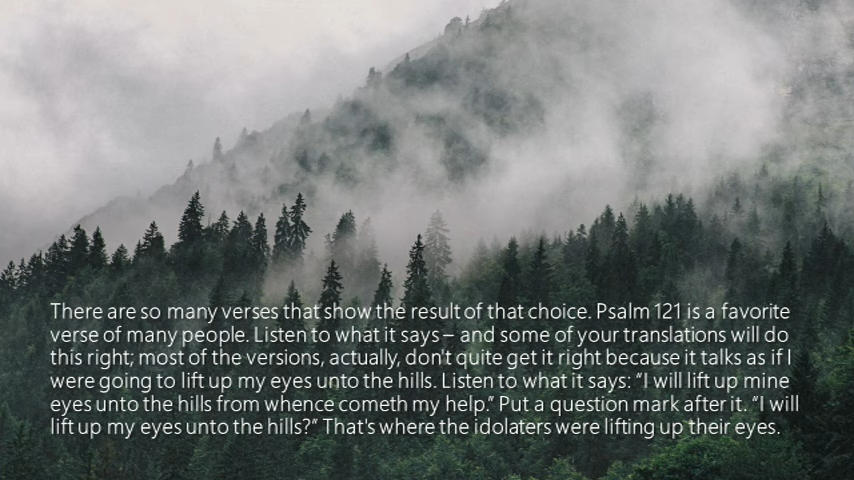 There are so many verses that show the result of that choice. Psalm 121 is a favorite
verse of many people. Listen to what it says – and some of your translations will do
this right; most of the versions, actually, don't quite get it right because it talks as if I
were going to lift up my eyes unto the hills. Listen to what it says: “I will lift up mine
eyes unto the hills from whence cometh my help.” Put a question mark after it. “I will
lift up my eyes unto the hills?” That's where the idolaters were lifting up their eyes.